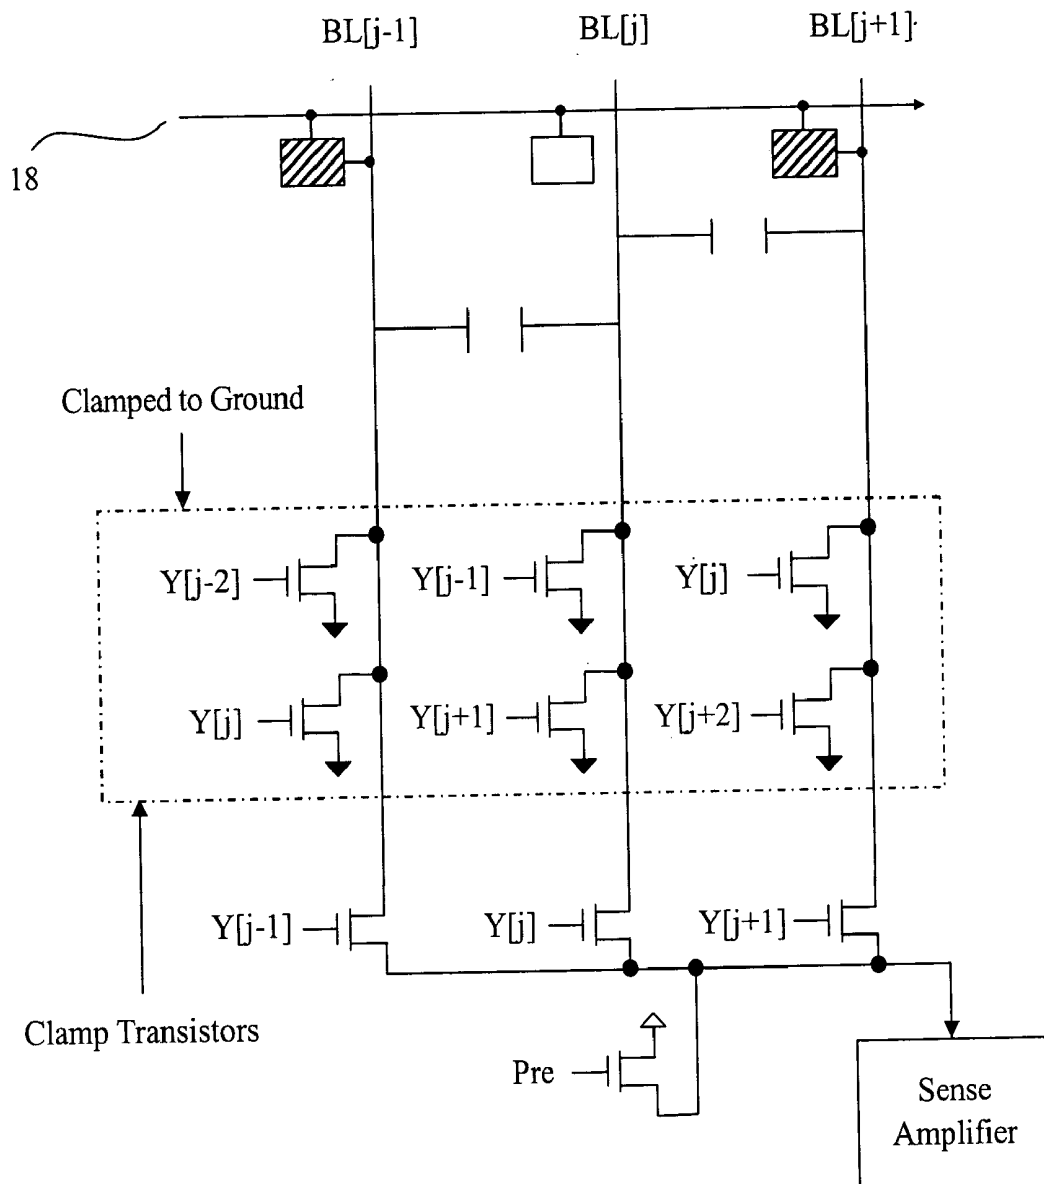 BL[j-1]
BL[j]
BL[j+1]
18
Clamped to Ground
Y[j-2]
Y[j-1]
Y[j]
Y[j]
Y[j+1]
Y[j+2]
Y[j-1]
Y[j]
Y[j+1]
Clamp Transistors
Pre
Sense
Amplifier